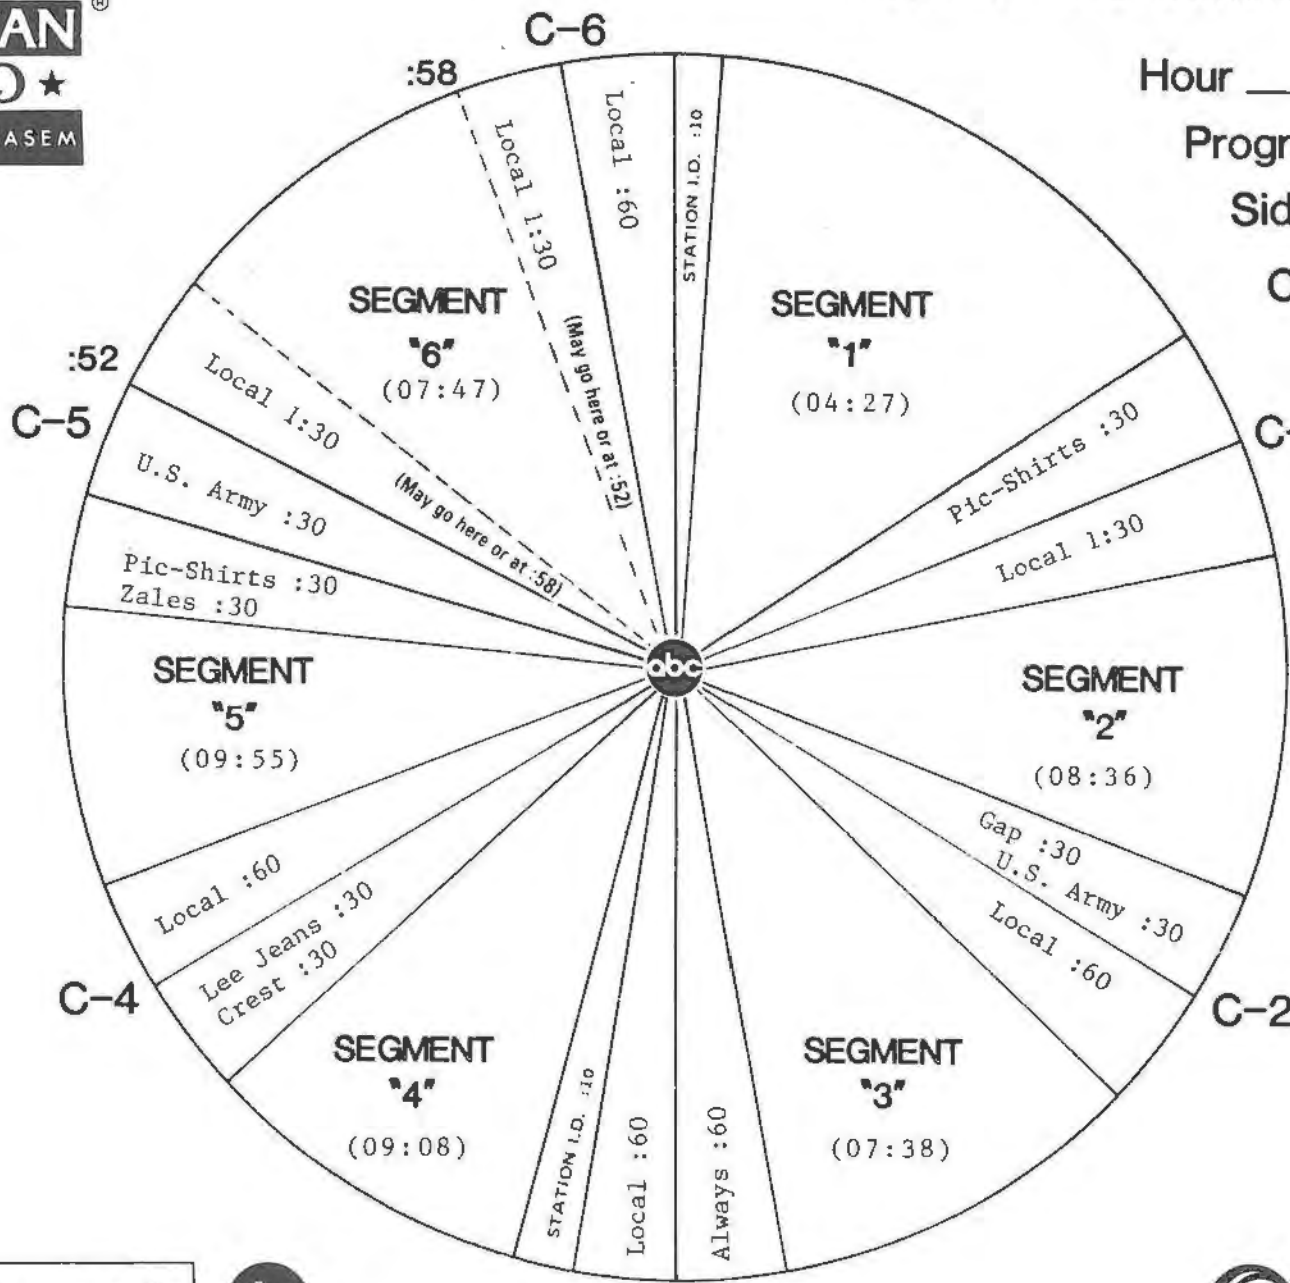 AN ®
★
ASEM
C-6
:58
Hour
Progr
Sid
Local 1:30
Local :60
STATION I.D. :10
SEGMENT
"6"
(07:47)
(May go here or at :52)
SEGMENT
"1"
(04:27)
:52
C-5
Local 1:30
(May go here or at :58)
U.S. Army :30
Pic-Shirts :30
Zales :30
Pic-Shirts :30
Local 1:30
abc
SEGMENT
"5"
(09:55)
SEGMENT
"2"
(08:36)
Gap :30
U.S. Army :30
Local :60
C-2
Local :60
Lee Jeans :30
Crest :30
C-4
SEGMENT
"4"
(09:08)
STATION I.D. :10
Local :60
Always :60
SEGMENT
"3"
(07:38)